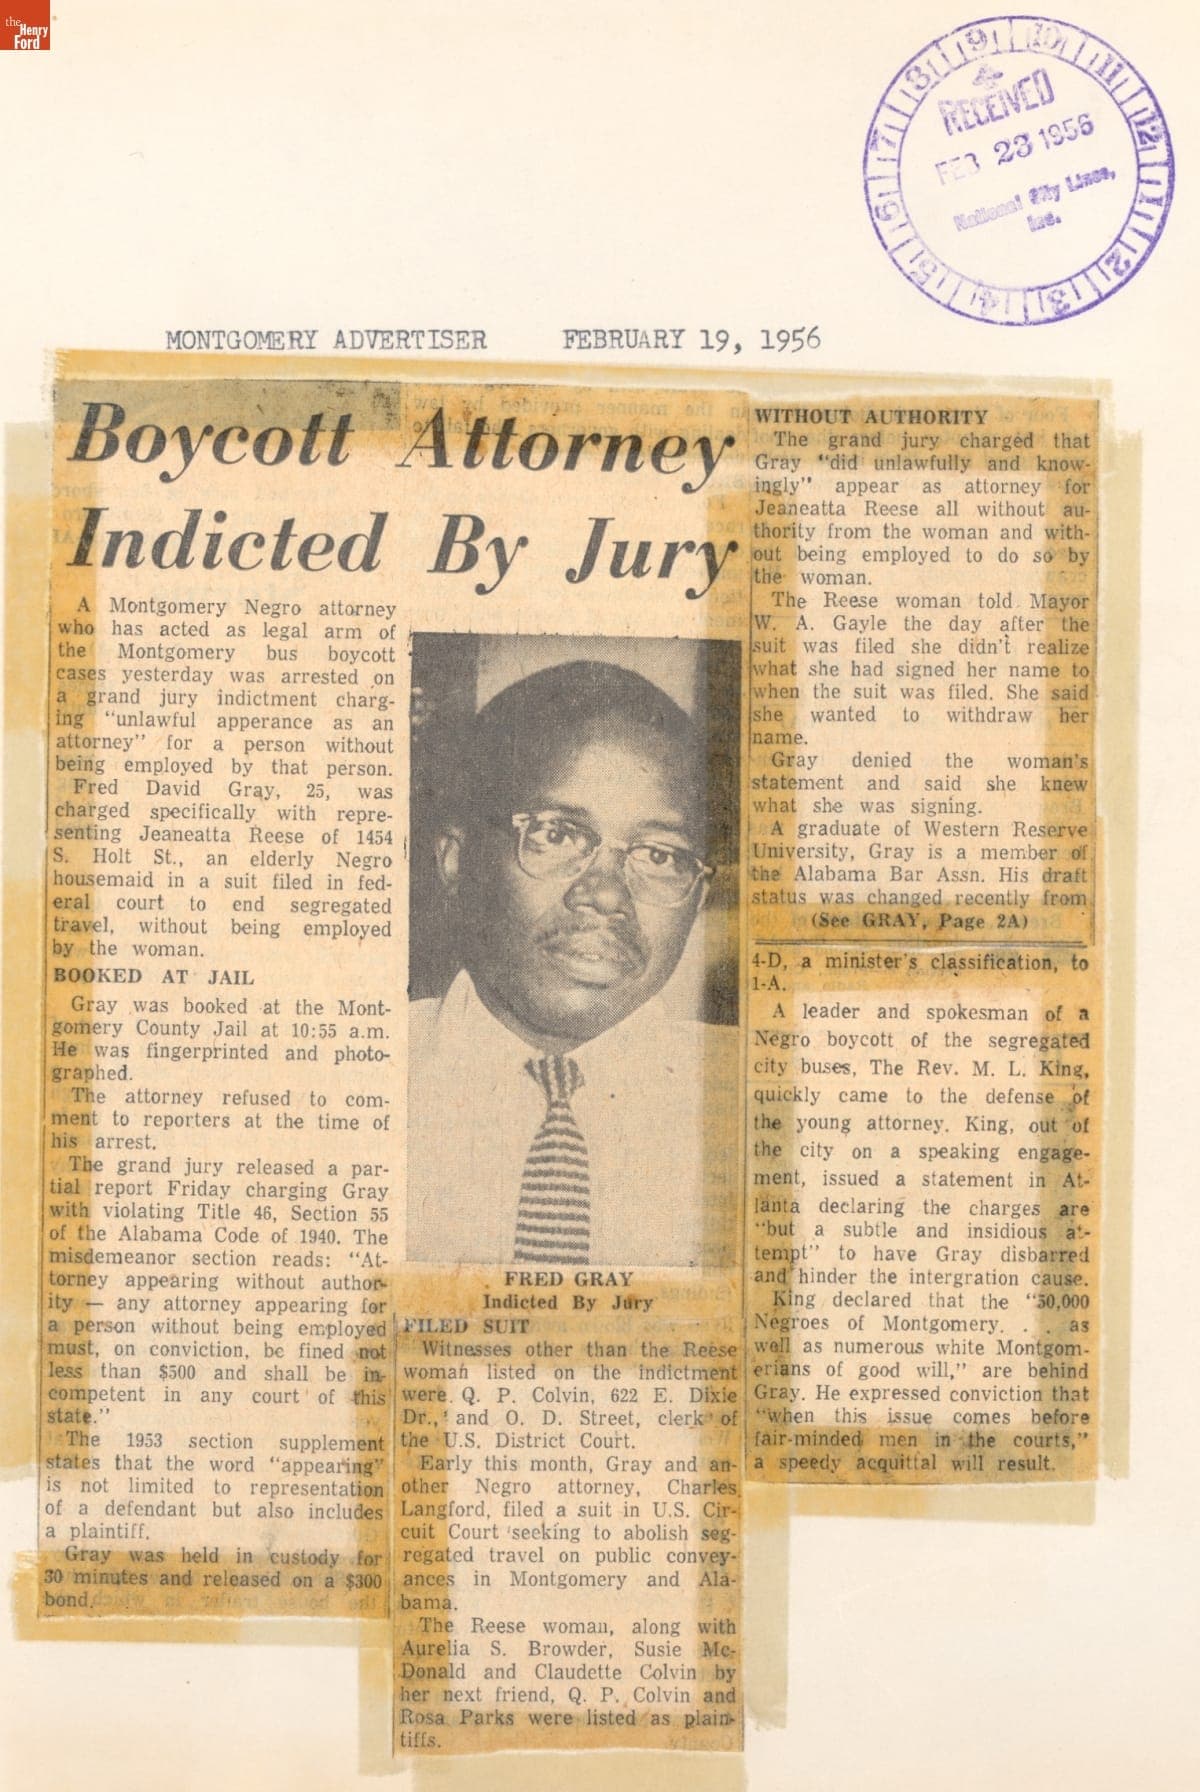 the
Henry
Ford
7 8 9 10 11 12 1 2 3 4 5 6
RECEIVED
FEB 23 1956
National City Lines,
Inc.
MONTGOMERY ADVERTISER FEBRUARY 19, 1956
Boycott Attorney
Indicted By Jury
A Montgomery Negro attorney
who has acted as legal arm of
the Montgomery bus boycott
cases yesterday was arrested on
a grand jury indictment charg-
ing "unlawful apperance as an
attorney" for a person without
being employed by that person.
Fred David Gray, 25, was
charged specifically with repre-
senting Jeaneatta Reese of 1454
S. Holt St., an elderly Negro
housemaid in a suit filed in fed-
eral court to end segregated
travel, without being employed
by the woman.
BOOKED AT JAIL
Gray was booked at the Mont-
gomery County Jail at 10:55 a.m.
He was fingerprinted and photo-
graphed.
The attorney refused to com-
ment to reporters at the time of
his arrest.
The grand jury released a par-
tial report Friday charging Gray
with violating Title 46, Section 55
of the Alabama Code of 1940. The
misdemeanor section reads: "At-
torney appearing without author-
ity — any attorney appearing for
a person without being employed
must, on conviction, be fined not
less than $500 and shall be in-
competent in any court of this
state."
The 1953 section supplement
states that the word "appearing"
is not limited to representation
of a defendant but also includes
a plaintiff.
Gray was held in custody for
30 minutes and released on a $300
bond.
FRED GRAY
Indicted By Jury
FILED SUIT
Witnesses other than the Reese
woman listed on the indictment
were Q. P. Colvin, 622 E. Dixie
Dr., and O. D. Street, clerk of
the U.S. District Court.
Early this month, Gray and an-
other Negro attorney, Charles
Langford, filed a suit in U.S. Cir-
cuit Court seeking to abolish seg-
regated travel on public convey-
ances in Montgomery and Ala-
bama.
The Reese woman, along with
Aurelia S. Browder, Susie Mc-
Donald and Claudette Colvin by
her next friend, Q. P. Colvin and
Rosa Parks were listed as plain-
tiffs.
WITHOUT AUTHORITY
The grand jury charged that
Gray "did unlawfully and know-
ingly" appear as attorney for
Jeaneatta Reese all without au-
thority from the woman and with-
out being employed to do so by
the woman.
The Reese woman told Mayor
W. A. Gayle the day after the
suit was filed she didn't realize
what she had signed her name to
when the suit was filed. She said
she wanted to withdraw her
name.
Gray denied the woman's
statement and said she knew
what she was signing.
A graduate of Western Reserve
University, Gray is a member of
the Alabama Bar Assn. His draft
status was changed recently from
(See GRAY, Page 2A)
4-D, a minister's classification, to
1-A.
A leader and spokesman of a
Negro boycott of the segregated
city buses, The Rev. M. L. King,
quickly came to the defense of
the young attorney. King, out of
the city on a speaking engage-
ment, issued a statement in At-
lanta declaring the charges are
"but a subtle and insidious at-
tempt" to have Gray disbarred
and hinder the intergration cause.
King declared that the "50,000
Negroes of Montgomery. . . as
well as numerous white Montgom-
erians of good will," are behind
Gray. He expressed conviction that
"when this issue comes before
fair-minded men in the courts,"
a speedy acquittal will result.